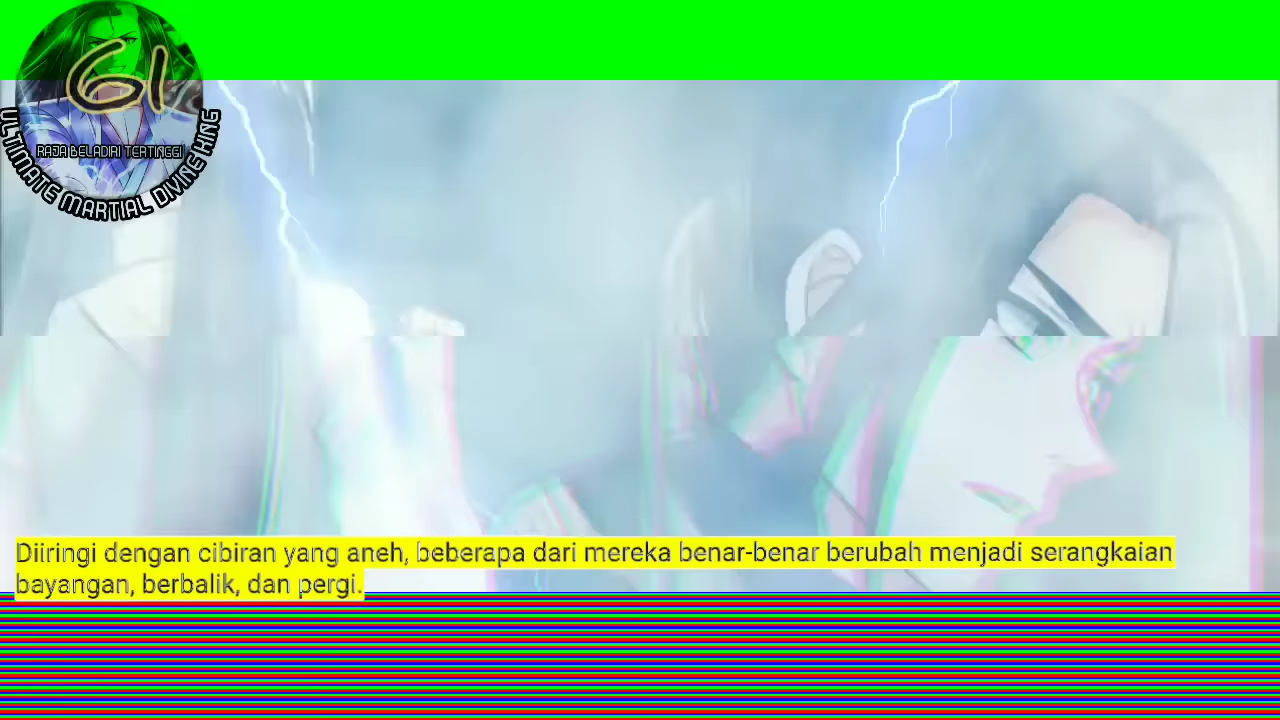 61
RAJA BELADIRI TERTINGGI
ULTIMATE MARTIAL DIVINE KING
Diiringi dengan cibiran yang aneh, beberapa dari mereka benar-benar berubah menjadi serangkaian
bayangan, berbalik, dan pergi.